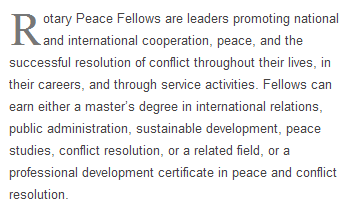 Rotary Peace Fellows are leaders promoting national
and international cooperation, peace, and the
successful resolution of conflict throughout their lives, in
their careers, and through service activities. Fellows can
earn either a master's degree in international relations,
public administration, sustainable development, peace
studies, conflict resolution, or a related field, or a
professional development certificate in peace and conflict
resolution.